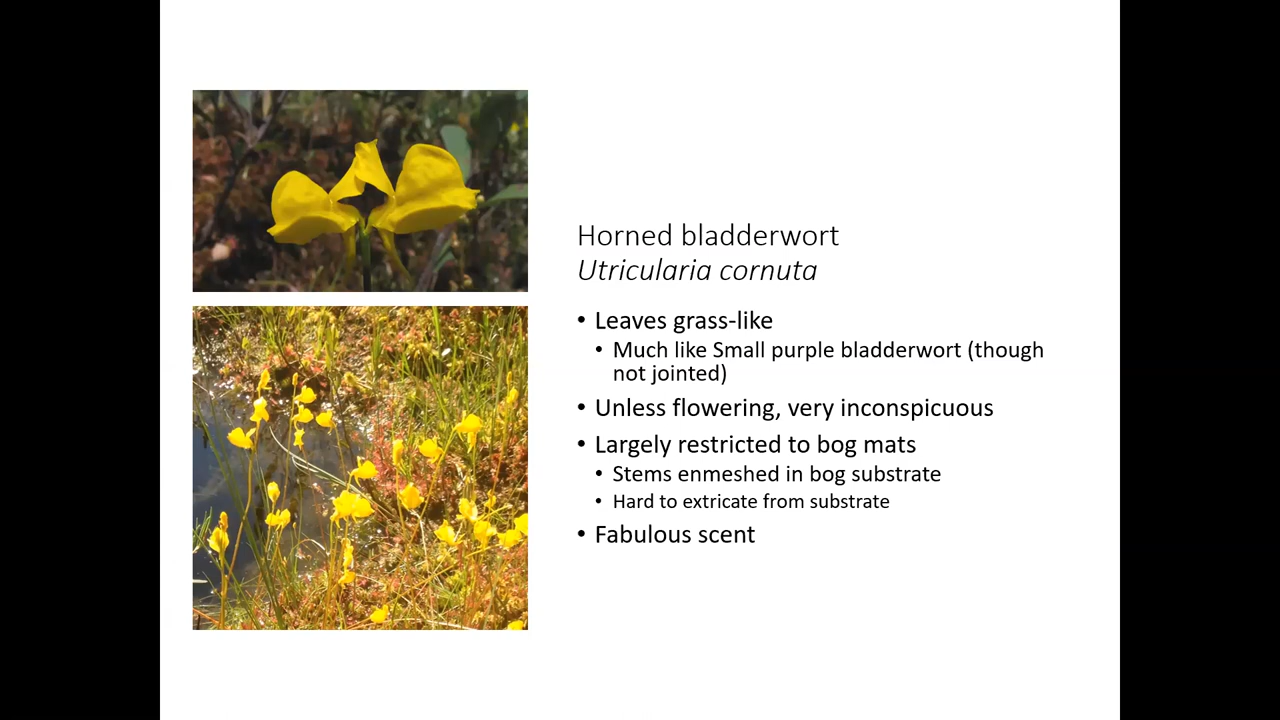 Horned bladderwort
Utricularia cornuta
• Leaves grass-like
• Much like Small purple bladderwort (though
not jointed)
• Unless flowering, very inconspicuous
• Largely restricted to bog mats
• Stems enmeshed in bog substrate
• Hard to extricate from substrate
• Fabulous scent